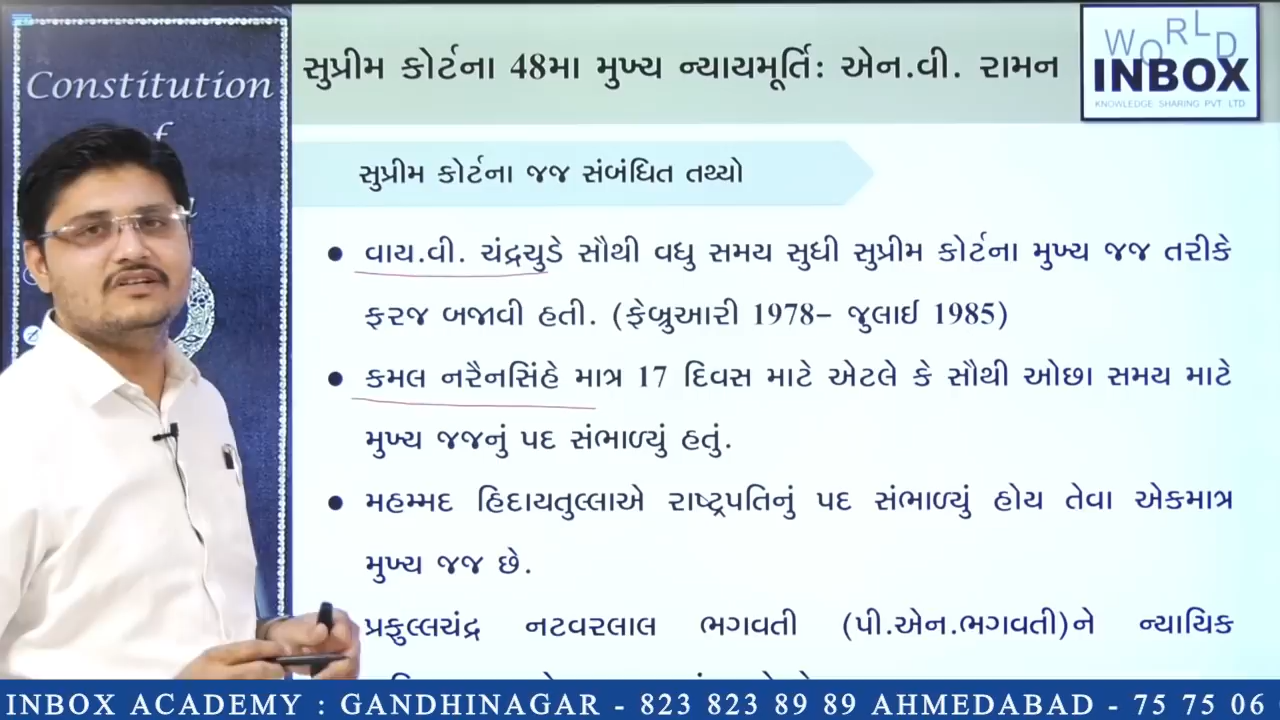 Constitution
સુપ્રીમ કોર્ટના 48મા મુખ્ય ન્યાયમૂર્તિઃ એન.વી. રામન
WORLD
INBOX
KNOWLEDGE SHARING PVT LTD
સુપ્રીમ કોર્ટના જજ સંબંધિત તથ્યો
• વાય.વી. ચંદ્રચુડે સૌથી વધુ સમય સુધી સુપ્રીમ કોર્ટના મુખ્ય જજ તરીકે
ફરજ બજાવી હતી. (ફેબ્રુઆરી 1978– જુલાઈ 1985)
• કમલ નરૈનસિંહે માત્ર 17 દિવસ માટે એટલે કે સૌથી ઓછા સમય માટે
મુખ્ય જજનું પદ સંભાળ્યું હતું.
• મહમ્મદ હિદાયતુલ્લાએ રાષ્ટ્રપતિનું પદ સંભાળ્યું હોય તેવા એકમાત્ર
મુખ્ય જજ છે.
પ્રફુલ્લચંદ્ર નટવરલાલ ભગવતી (પી.એન.ભગવતી)ને ન્યાયિક
INBOX ACADEMY : GANDHINAGAR - 823 823 89 89 AHMEDABAD - 75 75 06